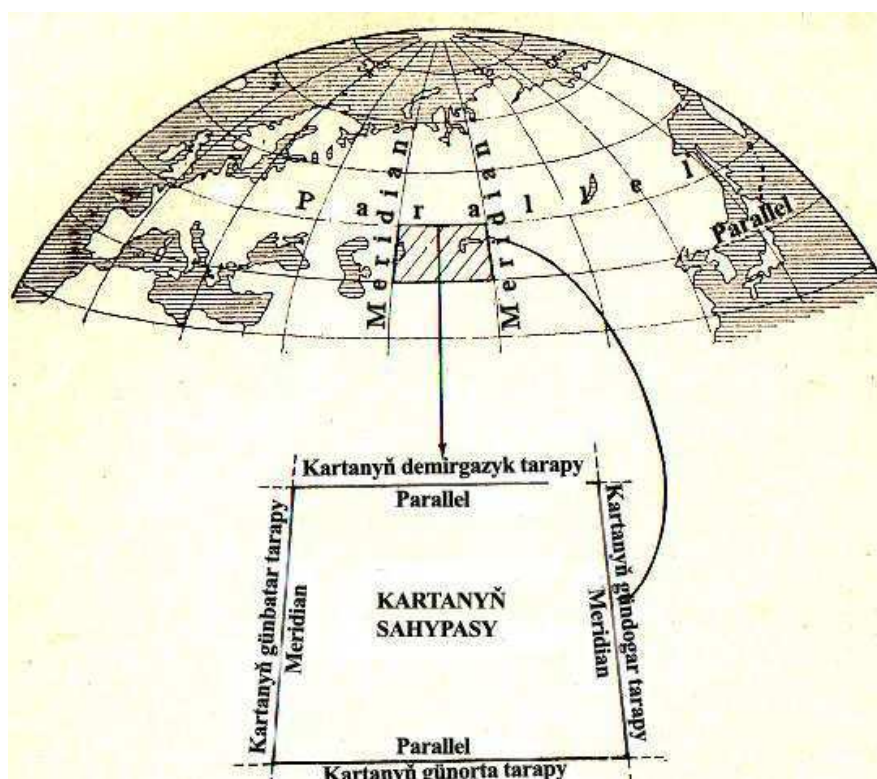 Parallel
Meridian
Meridian
Parallel
Kartanyň demirgazyk tarapy
Parallel
Kartanyň günbatar tarapy
Meridian
KARTANYŇ
SAHYPASY
Meridian
Kartanyň gündogar tarapy
Parallel
Kartanyň günorta tarapy